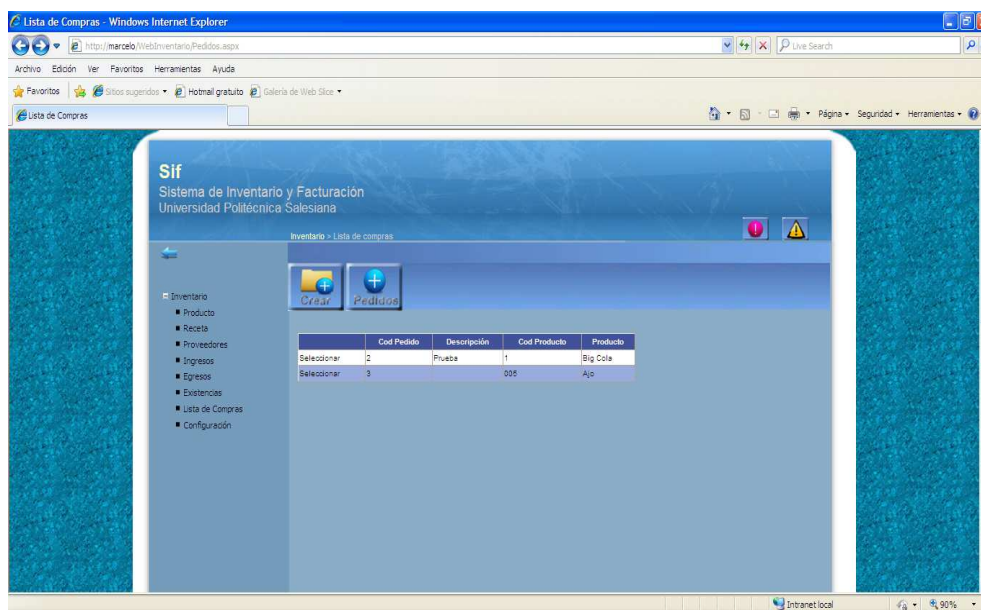 Lista de Compras - Windows Internet Explorer
http://marcelo/WebInventario/Pedidos.aspx
Live Search
Archivo Edición Ver Favoritos Herramientas Ayuda
Favoritos Sitios sugeridos Hotmail gratuito Galería de Web Slice
Lista de Compras Página Seguridad Herramientas
Sif
Sistema de Inventario y Facturación
Universidad Politécnica Salesiana
Inventario > Lista de compras
Crear Pedidos
Inventario
Producto
Receta
Proveedores
Ingresos
Egresos
Existencias
Lista de Compras
Configuración
Cod Pedido Descripción Cod Producto Producto
Seleccionar 2 Prueba 1 Big Cola
Seleccionar 3 005 Ajo
Intranet local 90%